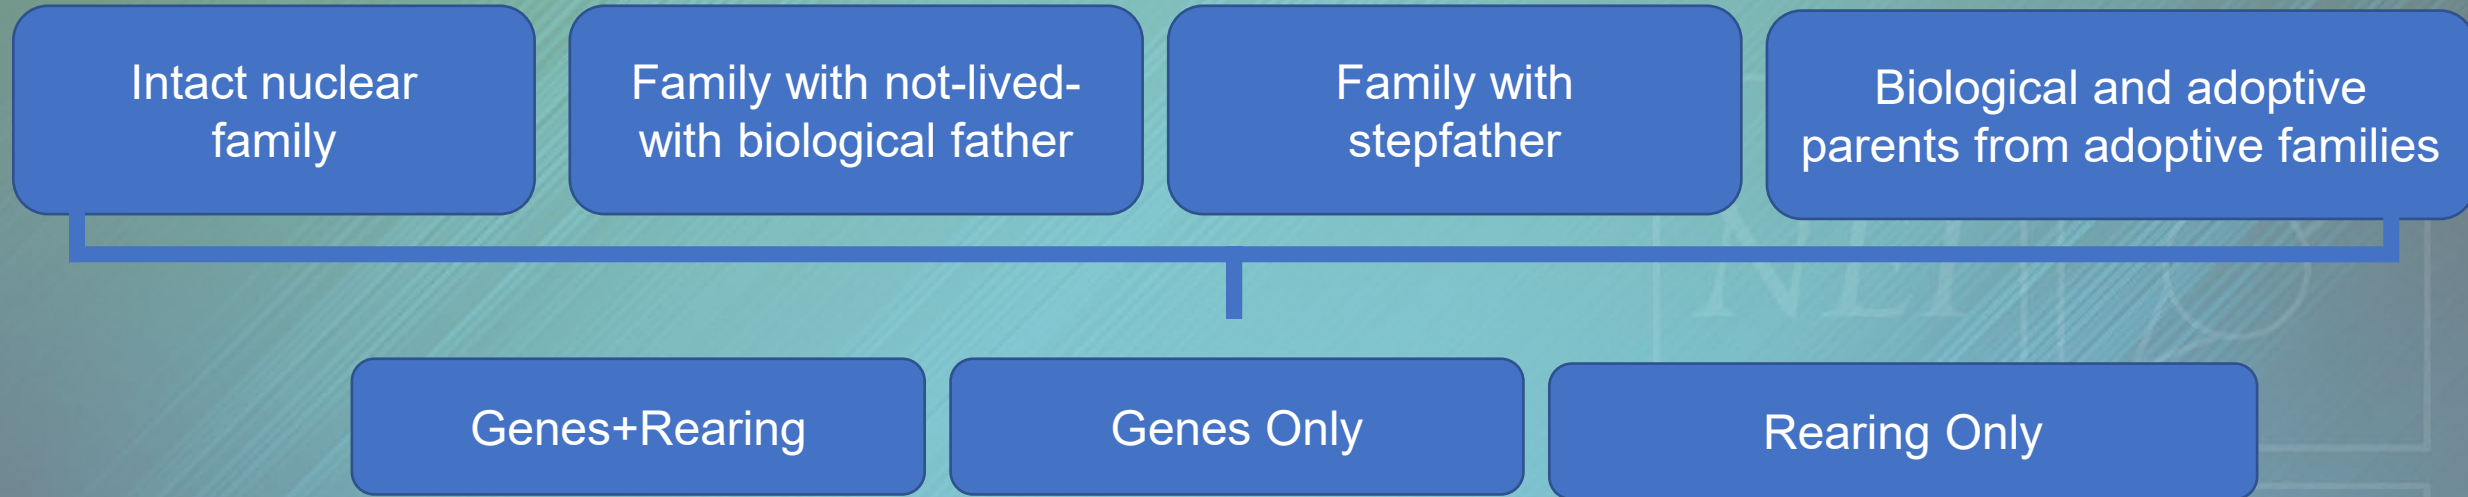 Intact nuclear
family
Family with not-lived-
with biological father
Family with
stepfather
Biological and adoptive
parents from adoptive families
NEI
Genes+Rearing
Genes Only
Rearing Only